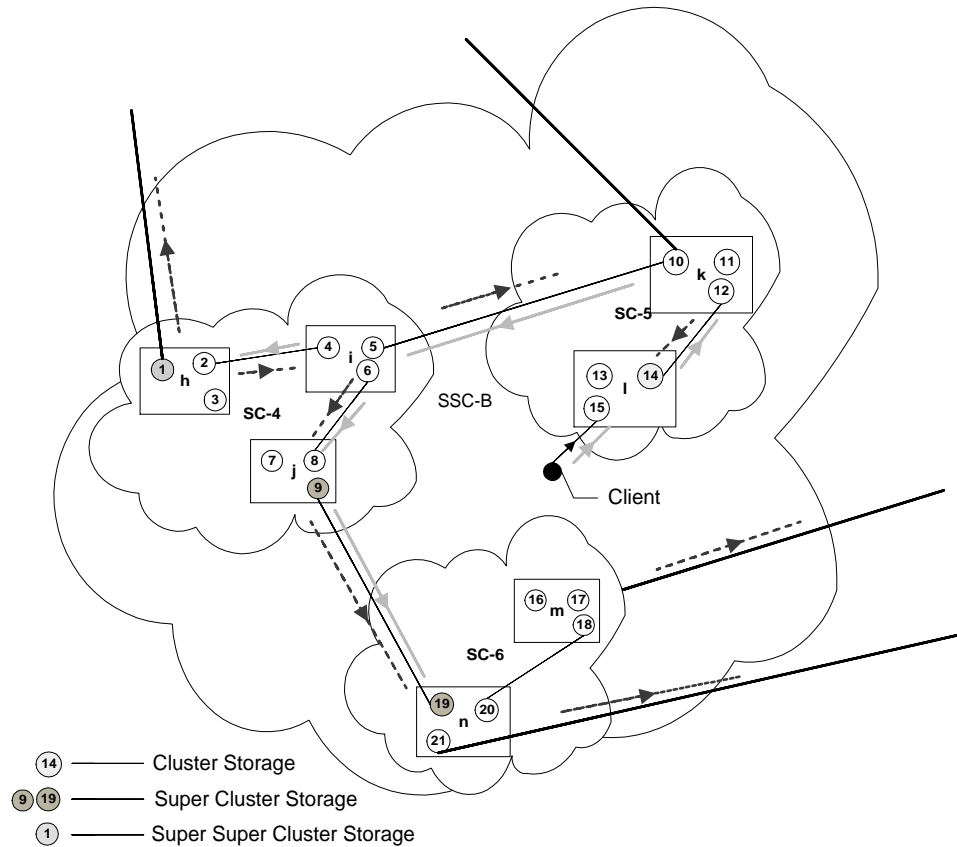 10
11
k
12
SC-5
4
i
5
6
1
h
2
3
SC-4
SSC-B
13
l
14
15
7
j
8
9
Client
16
17
m
18
SC-6
19
n
20
21
14 Cluster Storage
9 19 Super Cluster Storage
1 Super Super Cluster Storage